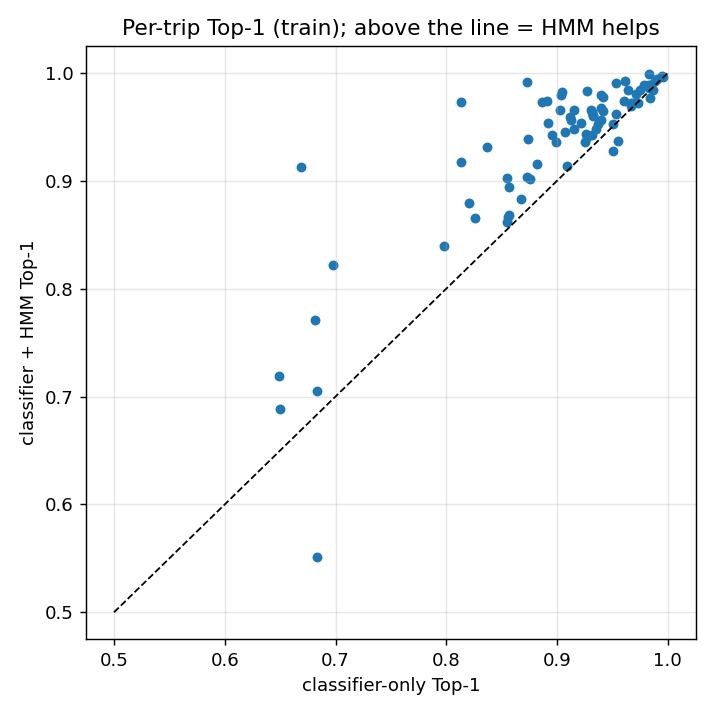 Per-trip Top-1 (train); above the line = HMM helps
classifier + HMM Top-1
1.0
0.9
0.8
0.7
0.6
0.5
0.5 0.6 0.7 0.8 0.9 1.0
classifier-only Top-1